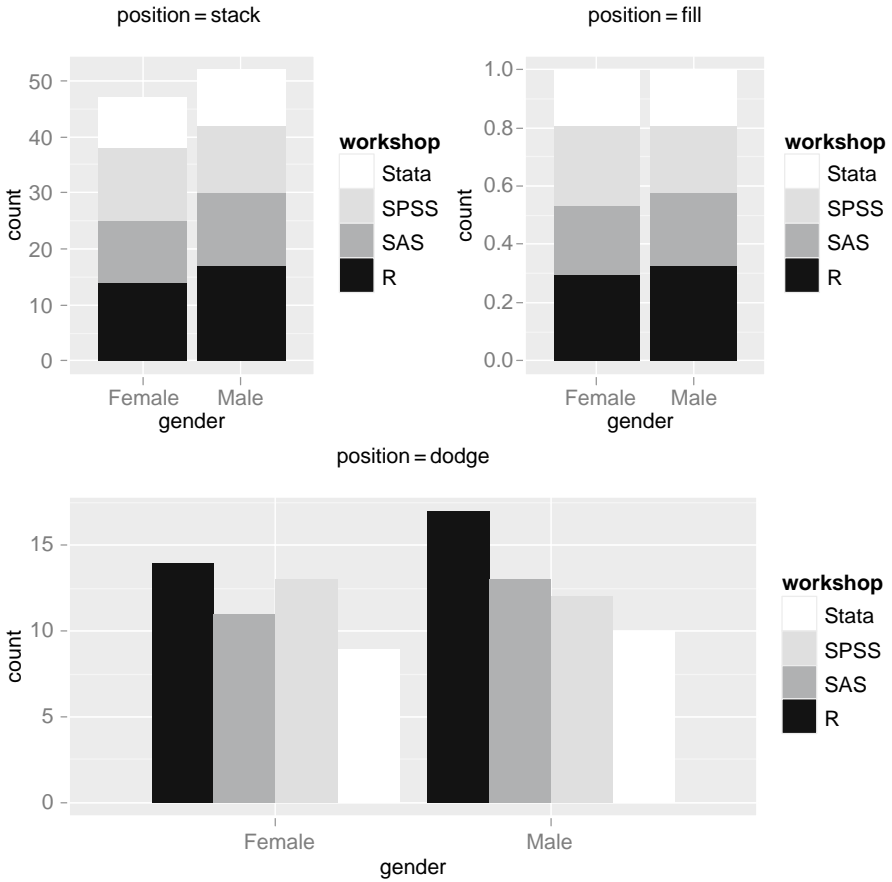 position = stack
50
40
30
20
10
0
count
Female Male
gender
workshop
Stata
SPSS
SAS
R
position = fill
1.0
0.8
0.6
0.4
0.2
0.0
count
Female Male
gender
workshop
Stata
SPSS
SAS
R
position = dodge
15
10
5
0
count
Female Male
gender
workshop
Stata
SPSS
SAS
R